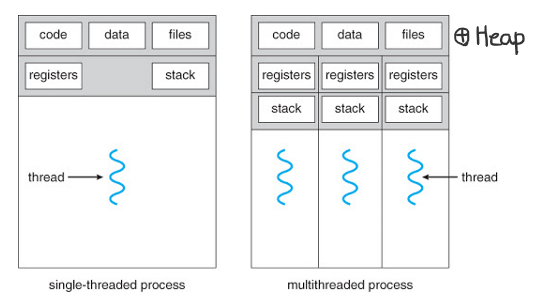 code data files
registers stack
thread
single-threaded process
code data files ⊕ Heap
registers registers registers
stack stack stack
thread
multithreaded process